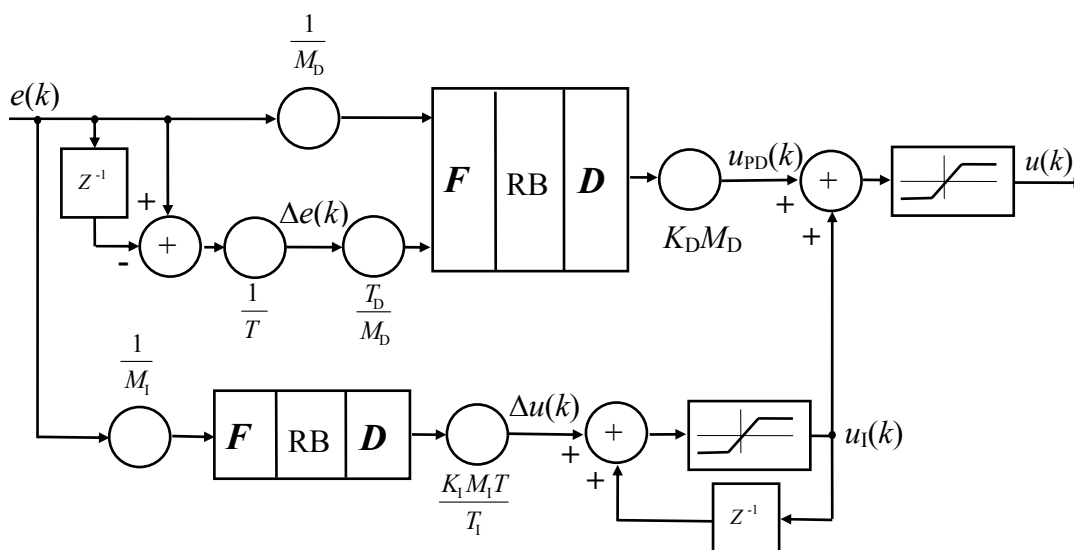 1
M_D
e(k)
Z^-1
+
+
-
1
T
Δe(k)
T_D
M_D
F RB D
K_D M_D
u_PD(k)
+
+
+
u(k)
1
M_I
F RB D
K_I M_I T
T_I
Δu(k)
+
+
+
u_I(k)
Z^-1